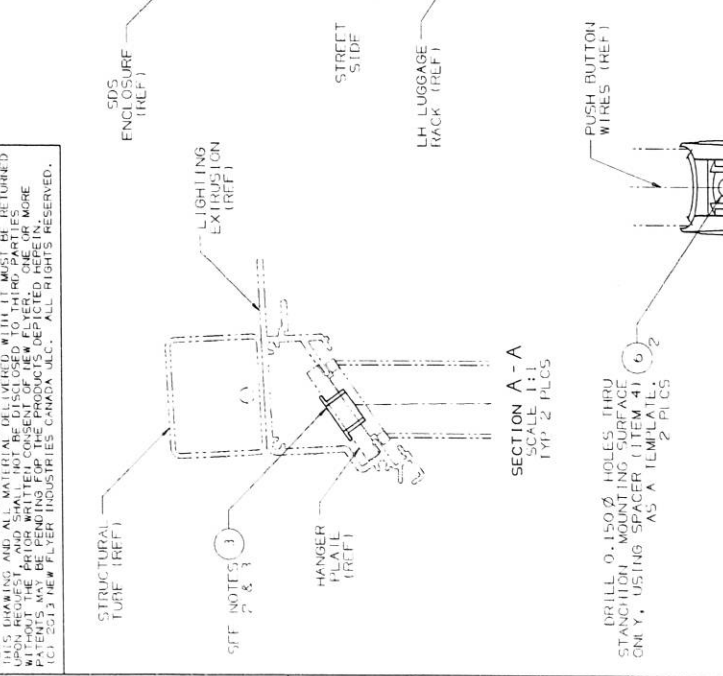 THIS DRAWING AND ALL MATERIAL DELIVERED WITH IT MUST BE RETURNED
UPON REQUEST, AND SHALL NOT BE DISCLOSED TO THIRD PARTIES
WITHOUT THE PRIOR WRITTEN CONSENT OF NEW FLYER. ONE OR MORE
PATENTS MAY BE PENDING FOR THE PRODUCTS DEPICTED HEREIN.
(C) 2013 NEW FLYER INDUSTRIES CANADA ULC. ALL RIGHTS RESERVED.
STRUCTURAL
TUBE (REF)
SEE NOTES
2 & 3
3
HANGER
PLATE
(REF)
LIGHTING
EXTRUSION
(REF)
SDS
ENCLOSURE
(REF)
STREET
SIDE
LH LUGGAGE
RACK (REF)
SECTION A - A
SCALE 1:1
TYP 2 PLCS
DRILL 0.150Ø HOLES THRU
STANCHION MOUNTING SURFACE
ONLY, USING SPACER (ITEM 4)
AS A TEMPLATE.
2 PLCS
6
2
PUSH BUTTON
WIRES (REF)